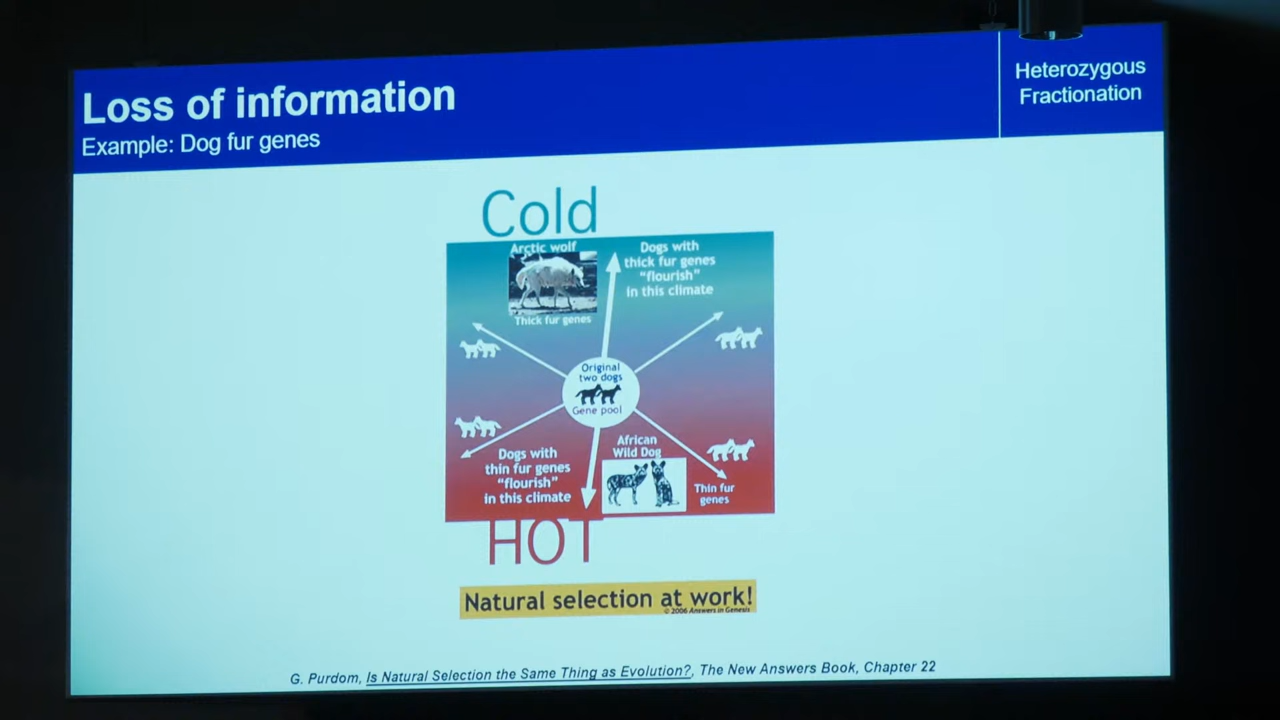 Loss of information
Example: Dog fur genes
Heterozygous
Fractionation
Cold
Arctic wolf
Thick fur genes
Dogs with
thick fur genes
"flourish"
in this climate
Original
two dogs
Gene pool
Dogs with
thin fur genes
"flourish"
in this climate
African
Wild Dog
Thin fur
genes
HOT
Natural selection at work!
© 2006 Answers in Genesis
G. Purdom, Is Natural Selection the Same Thing as Evolution?, The New Answers Book, Chapter 22